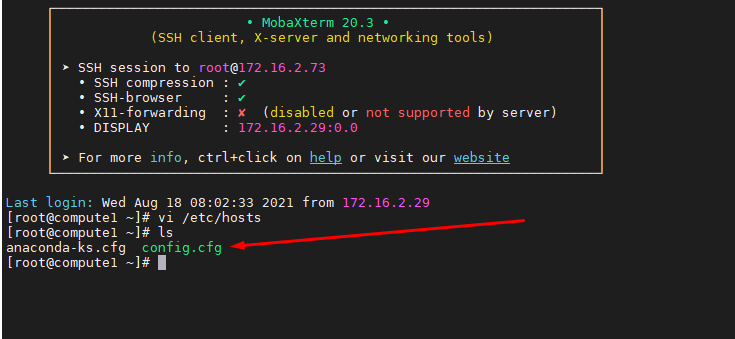 • MobaXterm 20.3 •
(SSH client, X-server and networking tools)
➤ SSH session to root@172.16.2.73
• SSH compression : ✔
• SSH-browser : ✔
• X11-forwarding : ✘ (disabled or not supported by server)
• DISPLAY : 172.16.2.29:0.0
➤ For more info, ctrl+click on help or visit our website
Last login: Wed Aug 18 08:02:33 2021 from 172.16.2.29
[root@compute1 ~]# vi /etc/hosts
[root@compute1 ~]# ls
anaconda-ks.cfg config.cfg
[root@compute1 ~]#